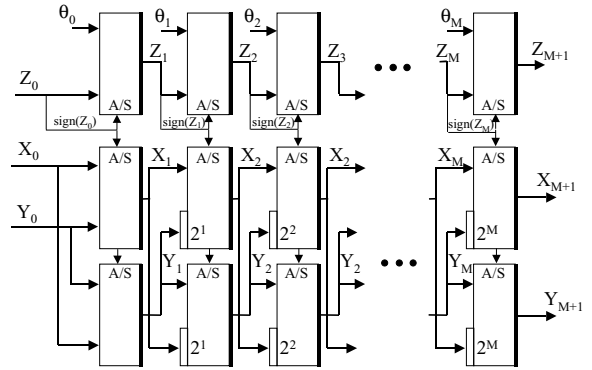 θ0 θ1 θ2 θM
Z0 Z1 Z2 Z3 ZM ZM+1
A/S A/S A/S A/S
sign(Z0) sign(Z1) sign(Z2) sign(ZM)
A/S A/S A/S A/S
X0 X1 X2 X2 XM XM+1
Y0 2^1 2^2 2^M
A/S A/S A/S A/S
Y1 Y2 Y2 YM YM+1
2^1 2^2 2^M